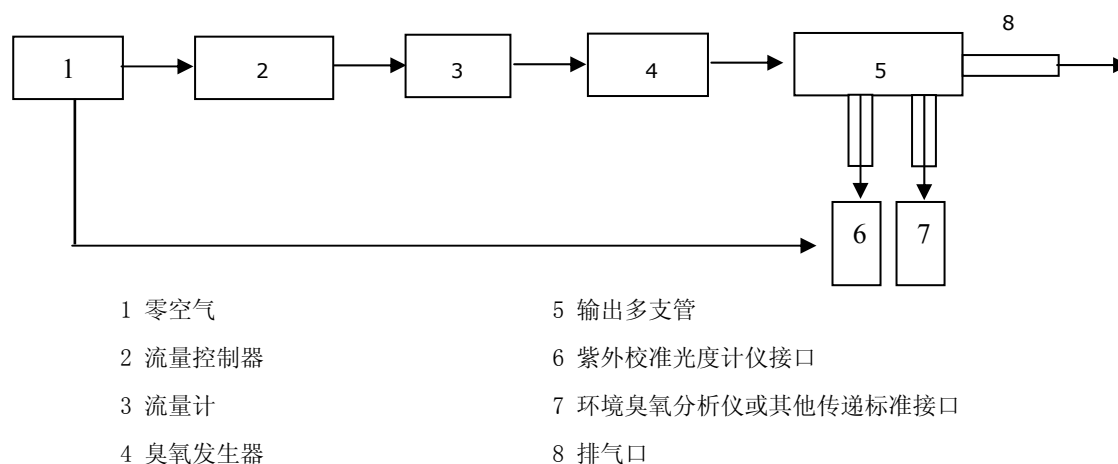 8
1
2
3
4
5
6
7
1 零空气
5 输出多支管
2 流量控制器
6 紫外校准光度计仪接口
3 流量计
7 环境臭氧分析仪或其他传递标准接口
4 臭氧发生器
8 排气口